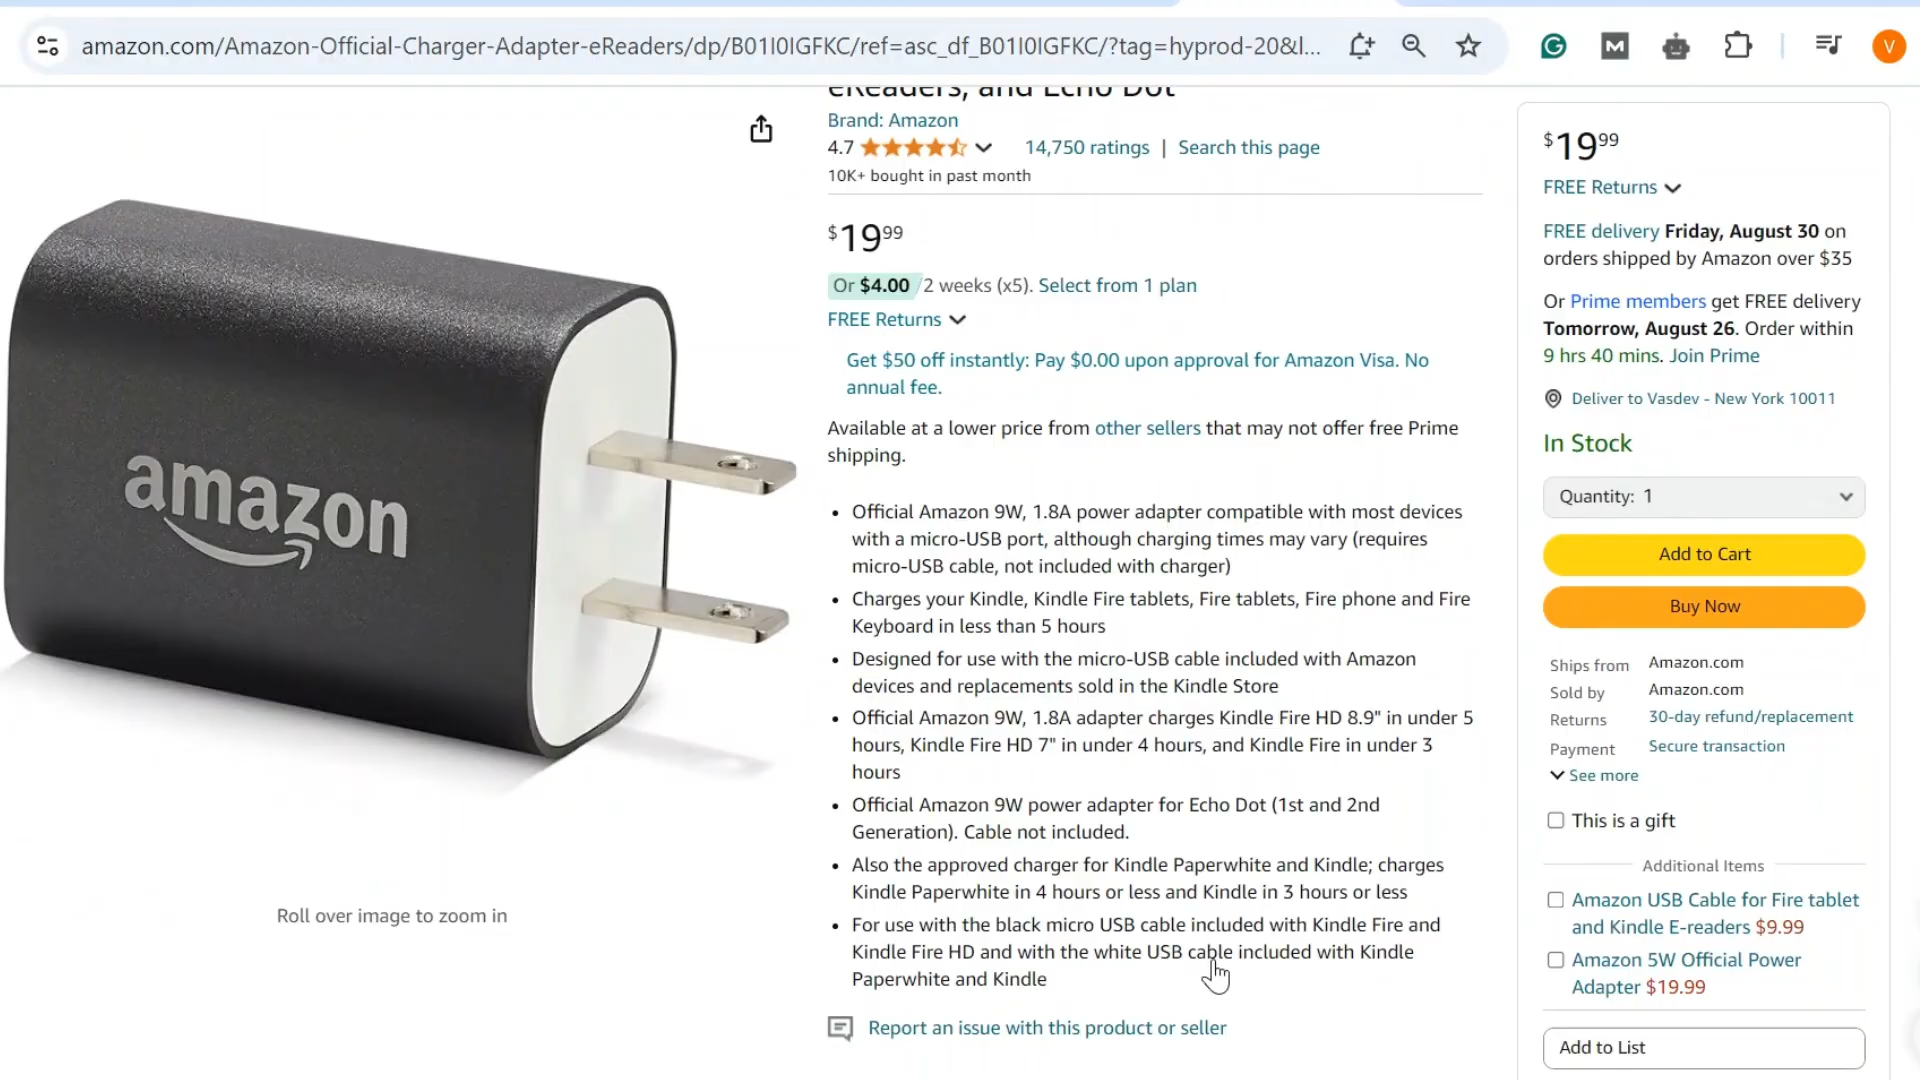 amazon.com/Amazon-Official-Charger-Adapter-eReaders/dp/B01I0IGFKC/ref=asc_df_B01I0IGFKC/?tag=hyprod-20&l...
V
eReaders, and Echo Dot
Brand: Amazon
4.7
14,750 ratings | Search this page
10K+ bought in past month
$19.99
Or $4.00 /2 weeks (x5). Select from 1 plan
FREE Returns
Get $50 off instantly: Pay $0.00 upon approval for Amazon Visa. No
annual fee.
Available at a lower price from other sellers that may not offer free Prime
shipping.
• Official Amazon 9W, 1.8A power adapter compatible with most devices
with a micro-USB port, although charging times may vary (requires
micro-USB cable, not included with charger)
• Charges your Kindle, Kindle Fire tablets, Fire tablets, Fire phone and Fire
Keyboard in less than 5 hours
• Designed for use with the micro-USB cable included with Amazon
devices and replacements sold in the Kindle Store
• Official Amazon 9W, 1.8A adapter charges Kindle Fire HD 8.9" in under 5
hours, Kindle Fire HD 7" in under 4 hours, and Kindle Fire in under 3
hours
• Official Amazon 9W power adapter for Echo Dot (1st and 2nd
Generation). Cable not included.
• Also the approved charger for Kindle Paperwhite and Kindle; charges
Kindle Paperwhite in 4 hours or less and Kindle in 3 hours or less
• For use with the black micro USB cable included with Kindle Fire and
Kindle Fire HD and with the white USB cable included with Kindle
Paperwhite and Kindle
Report an issue with this product or seller
amazon
Roll over image to zoom in
$19.99
FREE Returns
FREE delivery Friday, August 30 on
orders shipped by Amazon over $35
Or Prime members get FREE delivery
Tomorrow, August 26. Order within
9 hrs 40 mins. Join Prime
Deliver to Vasdev - New York 10011
In Stock
Quantity: 1
Add to Cart
Buy Now
Ships from Amazon.com
Sold by Amazon.com
Returns 30-day refund/replacement
Payment Secure transaction
See more
This is a gift
Additional Items
Amazon USB Cable for Fire tablet
and Kindle E-readers $9.99
Amazon 5W Official Power
Adapter $19.99
Add to List